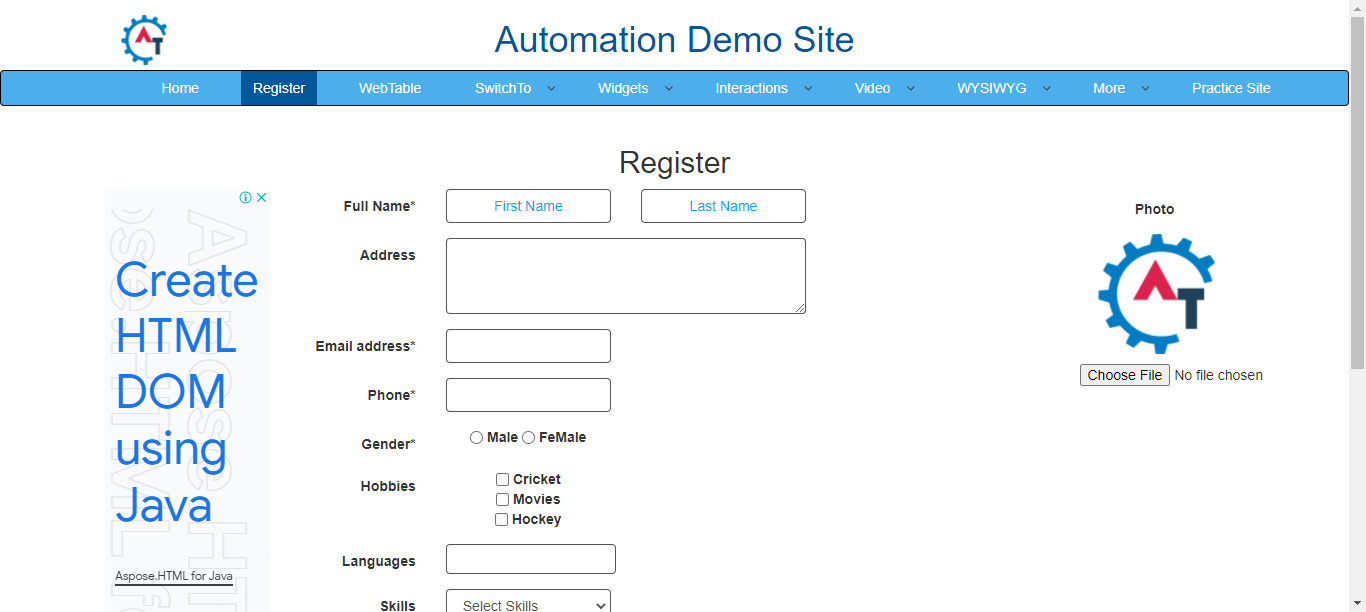 AT
Automation Demo Site
Home Register WebTable SwitchTo Widgets Interactions Video WYSIWYG More Practice Site
Register
Full Name* First Name Last Name
Address
Email address*
Phone*
Gender* Male FeMale
Hobbies Cricket
Movies
Hockey
Languages
Skills Select Skills
Photo
AT
Choose File No file chosen
Create
HTML
DOM
using
Java
Aspose.HTML for Java